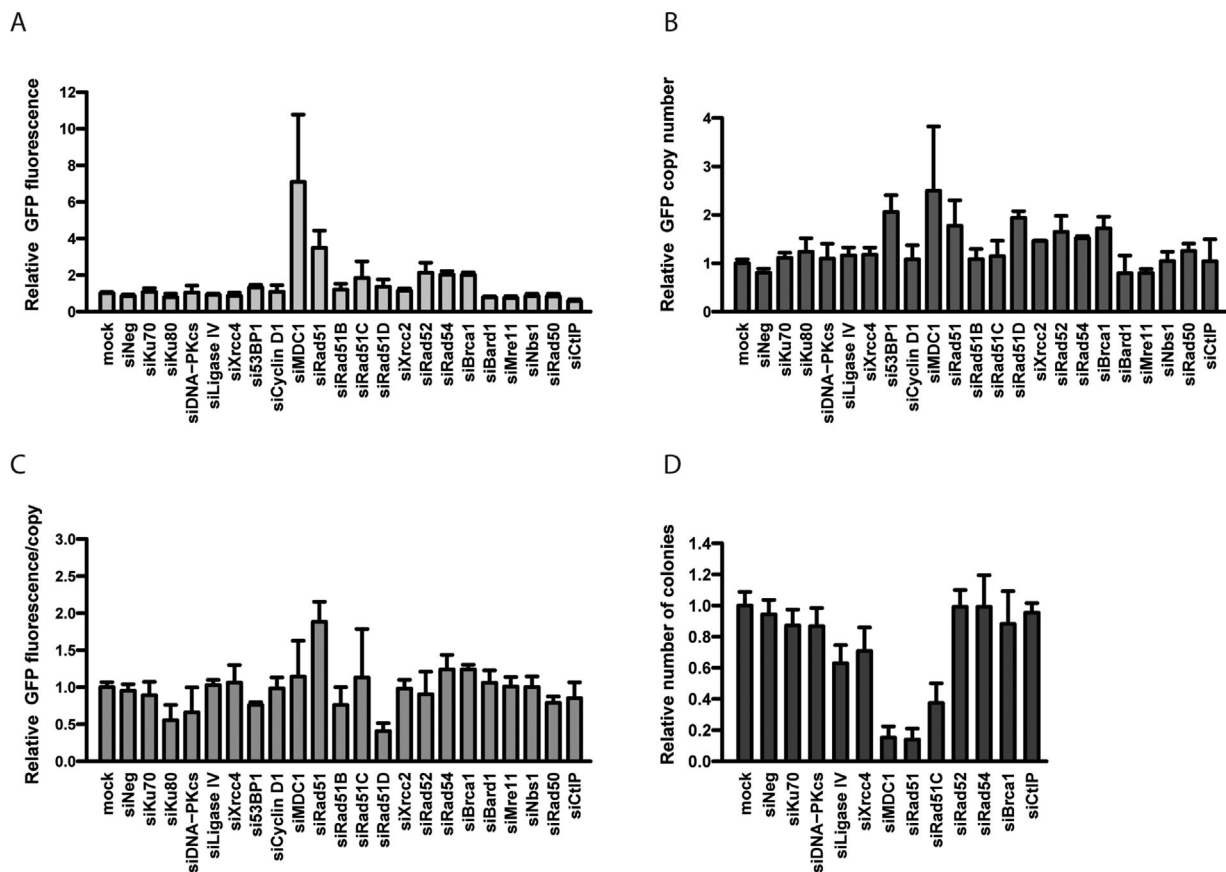 A
Relative GFP fluorescence
12
10
8
6
4
2
0
mock
siNeg
siKu70
siKu80
siDNA−PKcs
siLigase IV
siXrcc4
si53BP1
siCyclin D1
siMDC1
siRad51
siRad51B
siRad51C
siRad51D
siXrcc2
siRad52
siRad54
siBrca1
siBard1
siMre11
siNbs1
siRad50
siCtIP
B
Relative GFP copy number
4
3
2
1
0
mock
siNeg
siKu70
siKu80
siDNA−PKcs
siLigase IV
siXrcc4
si53BP1
siCyclin D1
siMDC1
siRad51
siRad51B
siRad51C
siRad51D
siXrcc2
siRad52
siRad54
siBrca1
siBard1
siMre11
siNbs1
siRad50
siCtIP
C
Relative GFP fluorescence/copy
3.0
2.5
2.0
1.5
1.0
0.5
0.0
mock
siNeg
siKu70
siKu80
siDNA−PKcs
siLigase IV
siXrcc4
si53BP1
siCyclin D1
siMDC1
siRad51
siRad51B
siRad51C
siRad51D
siXrcc2
siRad52
siRad54
siBrca1
siBard1
siMre11
siNbs1
siRad50
siCtIP
D
Relative number of colonies
1.4
1.2
1.0
0.8
0.6
0.4
0.2
0.0
mock
siNeg
siKu70
siDNA−PKcs
siLigase IV
siXrcc4
siMDC1
siRad51
siRad51C
siRad52
siRad54
siBrca1
siCtIP